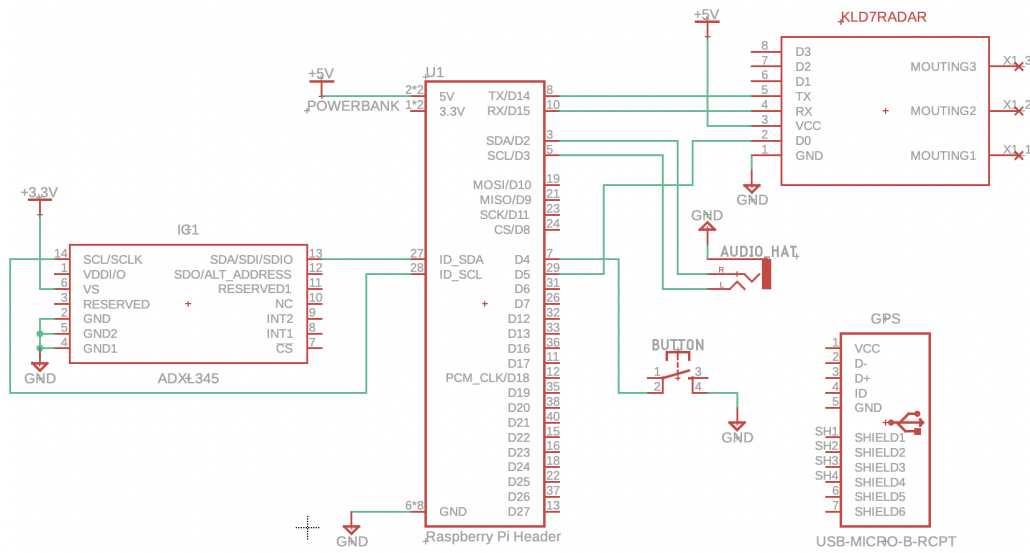 +5V
KLD7RADAR
8 D3
7 D2 MOUTING3 X1_3
6 D1
5 TX
4 RX MOUTING2 X1_2
3 VCC
2 D0
1 GND MOUTING1 X1_1
GND
+5V
POWERBANK
U1
2*2 5V TX/D14 8
1*2 3.3V RX/D15 10
SDA/D2 3
SCL/D3 5
MOSI/D10 19
MISO/D9 21
SCK/D11 23
CS/D8 24
27 ID_SDA D4 7
28 ID_SCL D5 29
D6 31
D7 26
D12 32
D13 33
D16 36
D17 11
PCM_CLK/D18 12
D19 35
D20 38
D21 40
D22 15
D23 16
D24 18
D25 22
D26 37
6*8 GND D27 13
GND
Raspberry Pi Header
+3.3V
IC1
14 SCL/SCLK SDA/SDI/SDIO 13
1 VDDI/O SDO/ALT_ADDRESS 12
6 VS RESERVED1 11
3 RESERVED NC 10
2 GND INT2 9
5 GND2 INT1 8
4 GND1 CS 7
GND
ADXL345
GND
AUDIO_HAT
R
L
BUTTON
1 3
2 4
GND
GPS
1 VCC
2 D-
3 D+
4 ID
5 GND
SH1 SHIELD1
SH2 SHIELD2
SH3 SHIELD3
SH4 SHIELD4
6 SHIELD5
7 SHIELD6
USB-MICRO-B-RCPT